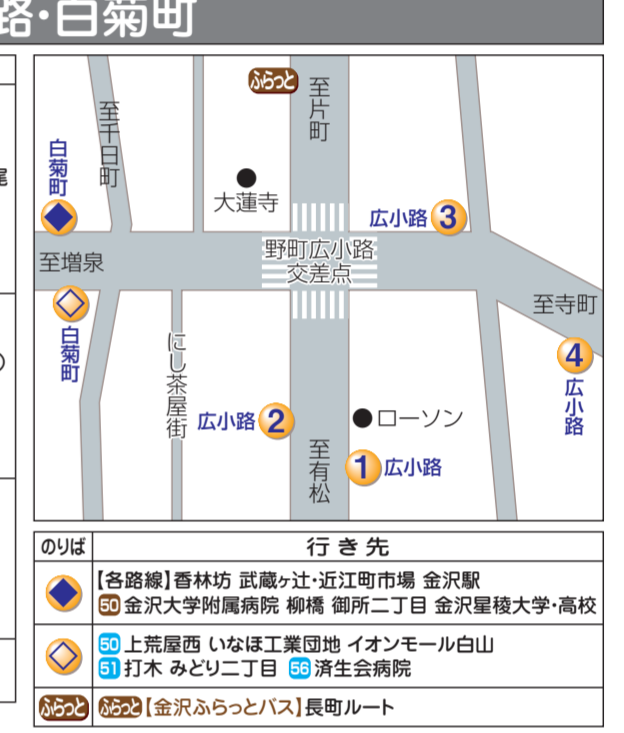 路・白菊町
ふらっと
至片町
至千日町
白菊町
大蓮寺
広小路 3
至増泉
野町広小路
交差点
至寺町
白菊町
にし茶屋街
広小路 2
ローソン
4
広小路
至有松
1 広小路
尾
の
のりば 行き先
【各路線】香林坊 武蔵ヶ辻・近江町市場 金沢駅
50 金沢大学附属病院 柳橋 御所二丁目 金沢星稜大学・高校
50 上荒屋西 いなほ工業団地 イオンモール白山
51 打木 みどり二丁目 56 済生会病院
ふらっと ふらっと【金沢ふらっとバス】長町ルート